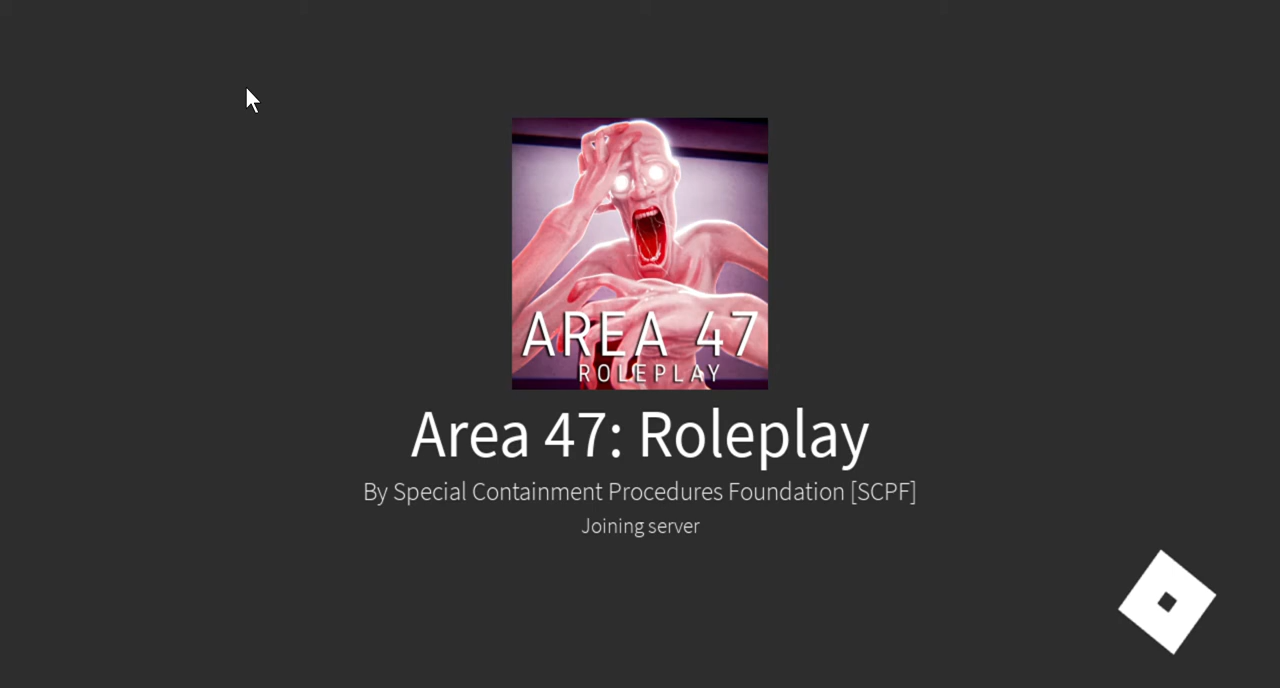 AREA 47
ROLEPLAY
Area 47: Roleplay
By Special Containment Procedures Foundation [SCPF]
Joining server